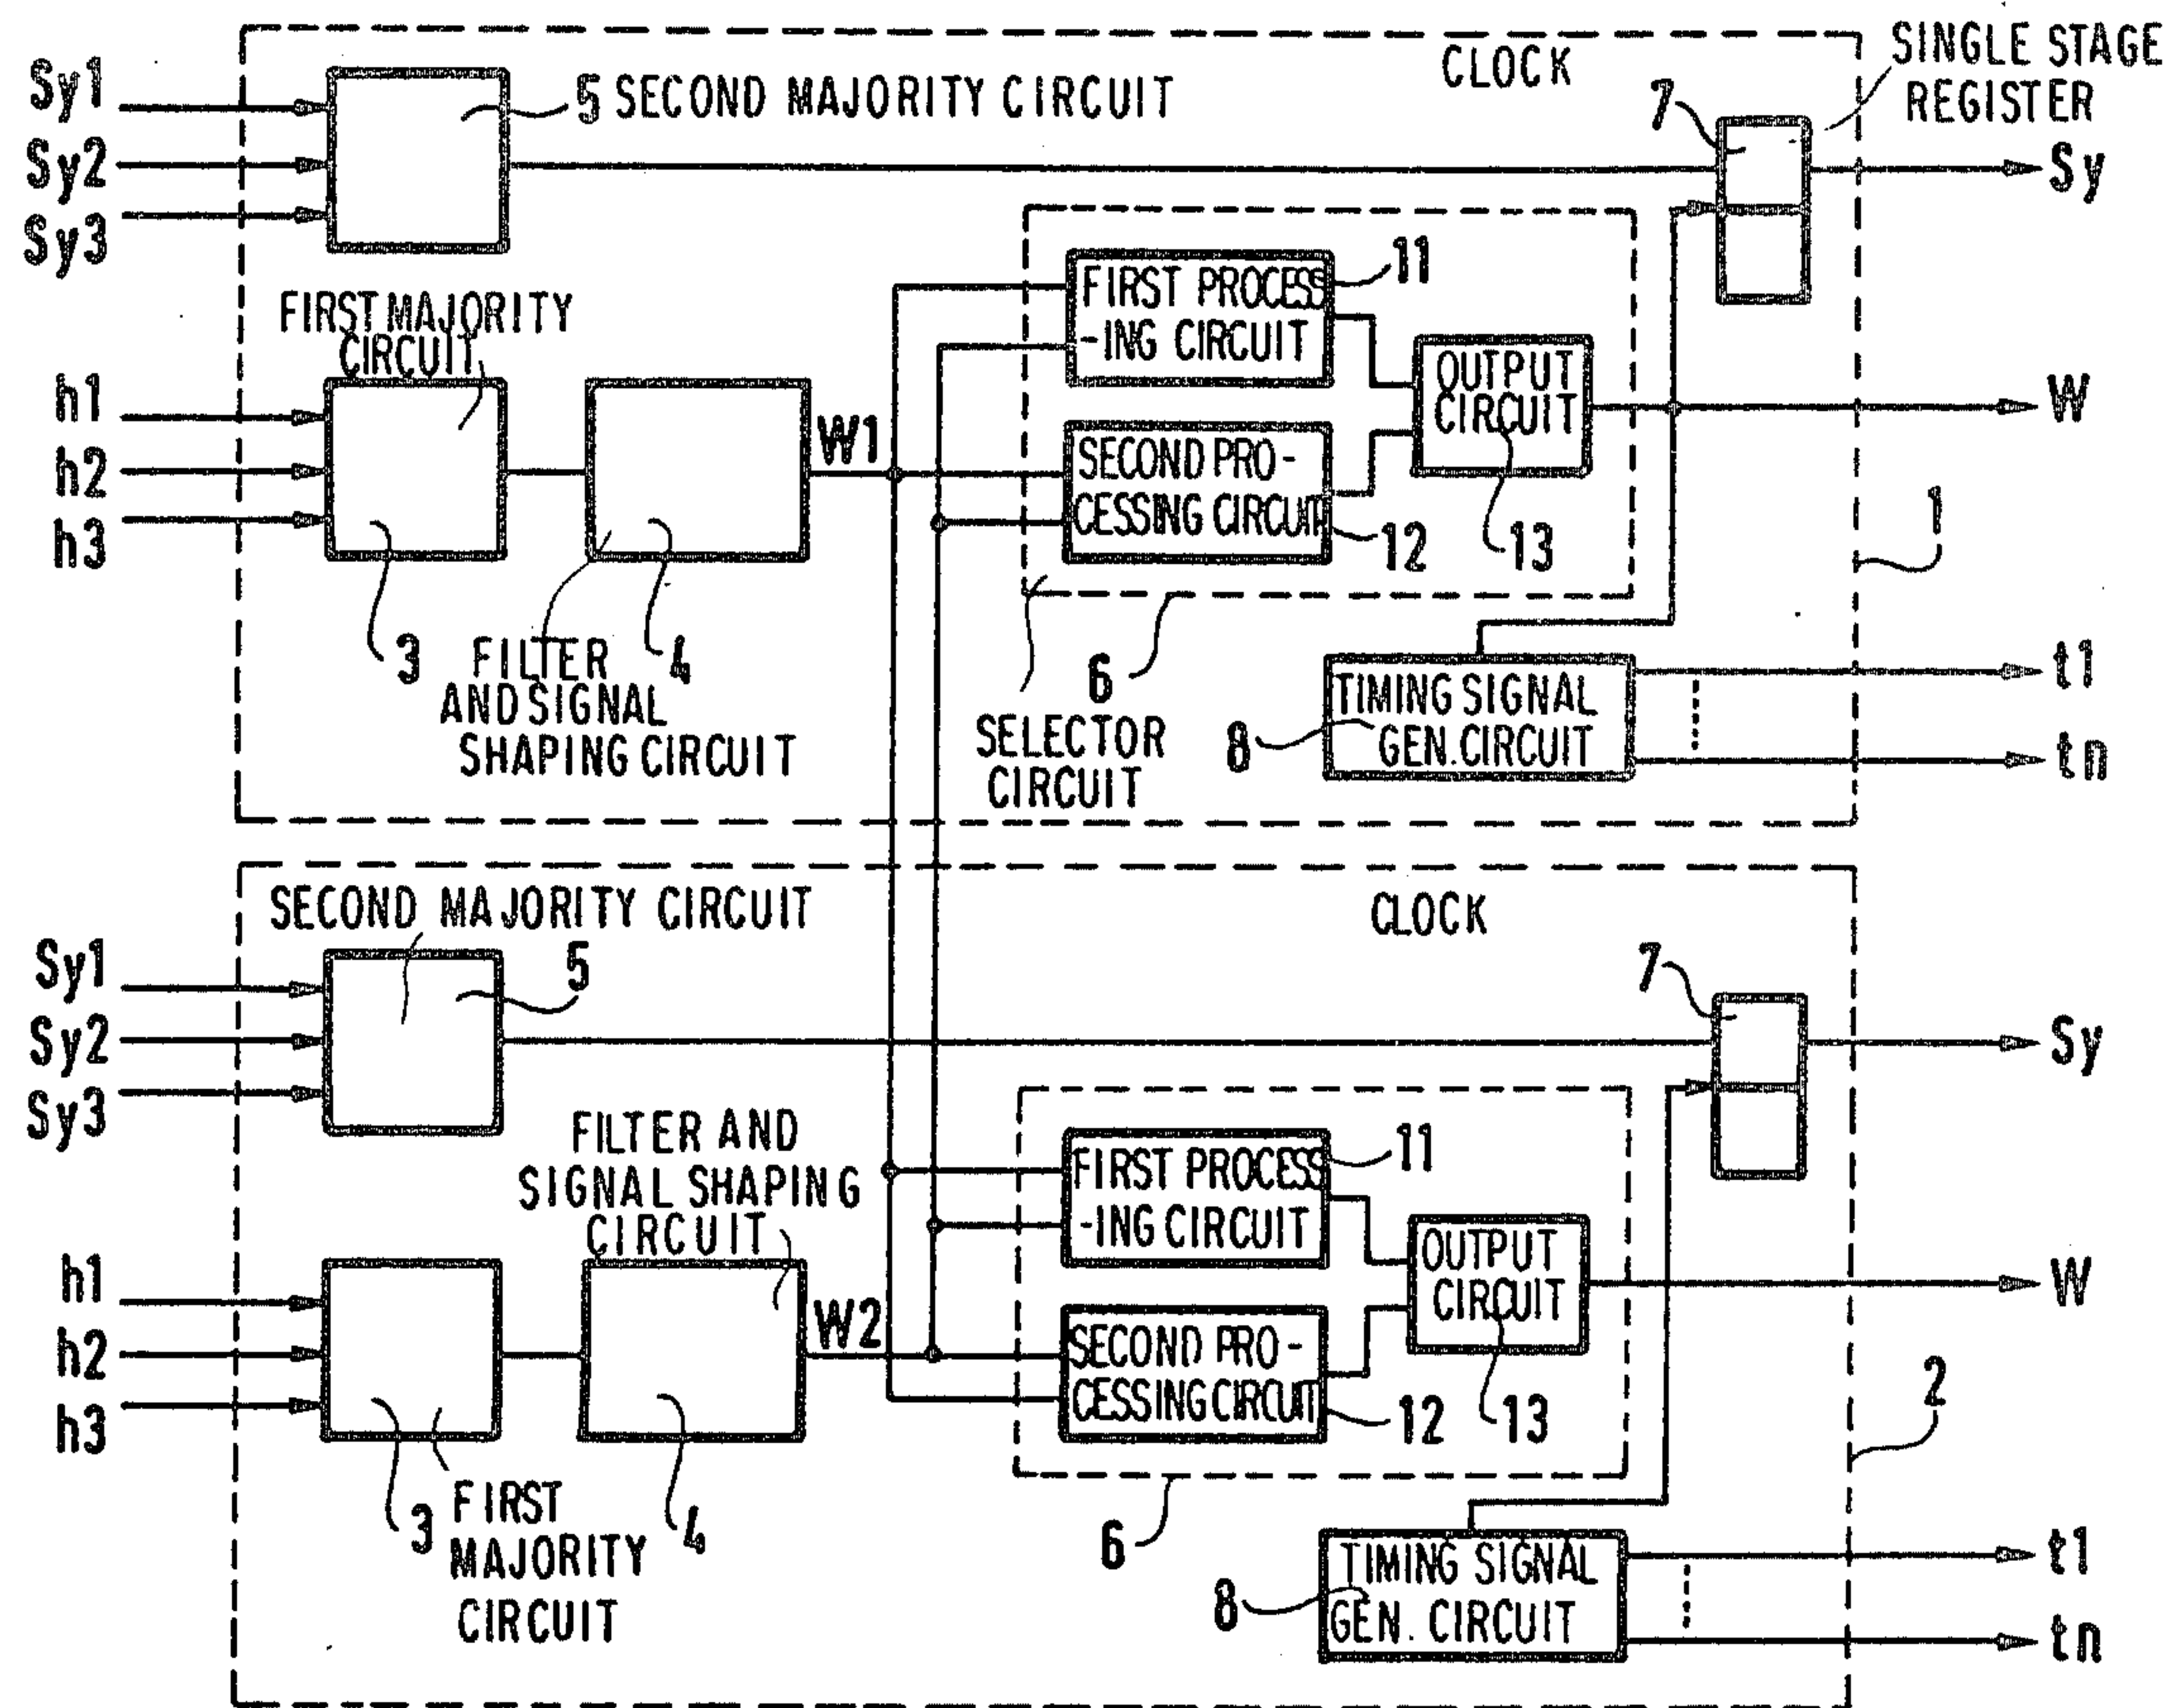 CLOCK
SINGLE STAGE
REGISTER
Sy1
Sy2
Sy3
5 SECOND MAJORITY CIRCUIT
7
Sy
FIRST MAJORITY
CIRCUIT
h1
h2
h3
3
FILTER
AND SIGNAL
SHAPING CIRCUIT
4
W1
FIRST PROCESS
-ING CIRCUIT
11
SECOND PRO-
CESSING CIRCUIT
12
OUTPUT
CIRCUIT
13
W
1
6
SELECTOR
CIRCUIT
8
TIMING SIGNAL
GEN. CIRCUIT
t1
tn
SECOND MAJORITY CIRCUIT
CLOCK
Sy1
Sy2
Sy3
5
7
Sy
FILTER AND
SIGNAL SHAPING
CIRCUIT
h1
h2
h3
3
FIRST
MAJORITY
CIRCUIT
4
W2
FIRST PROCESS
-ING CIRCUIT
11
SECOND PRO-
CESSING CIRCUIT
12
OUTPUT
CIRCUIT
13
W
2
6
8
TIMING SIGNAL
GEN. CIRCUIT
t1
tn